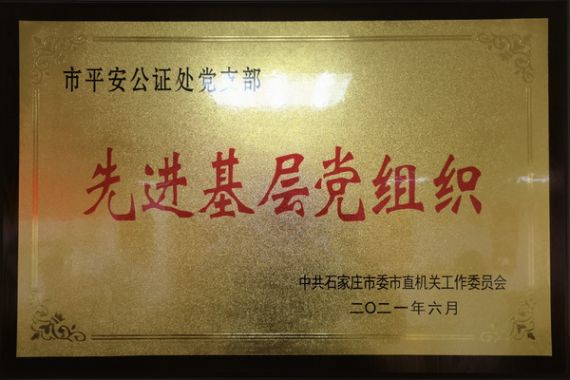 市平安公证处党支部
先进基层党组织
中共石家庄市委市直机关工作委员会
二〇二一年六月